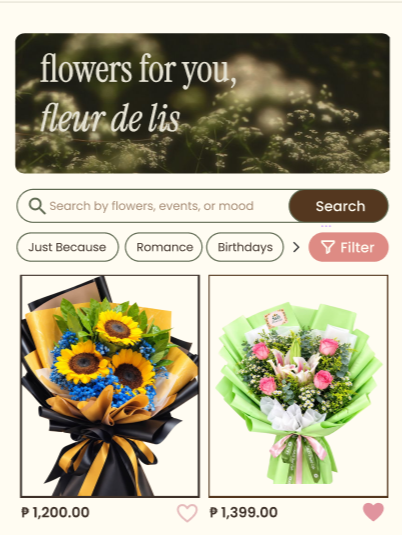 flowers for you,
fleur de lis
Search by flowers, events, or mood
Search
Just Because
Romance
Birthdays
Filter
₱ 1,200.00
₱ 1,399.00